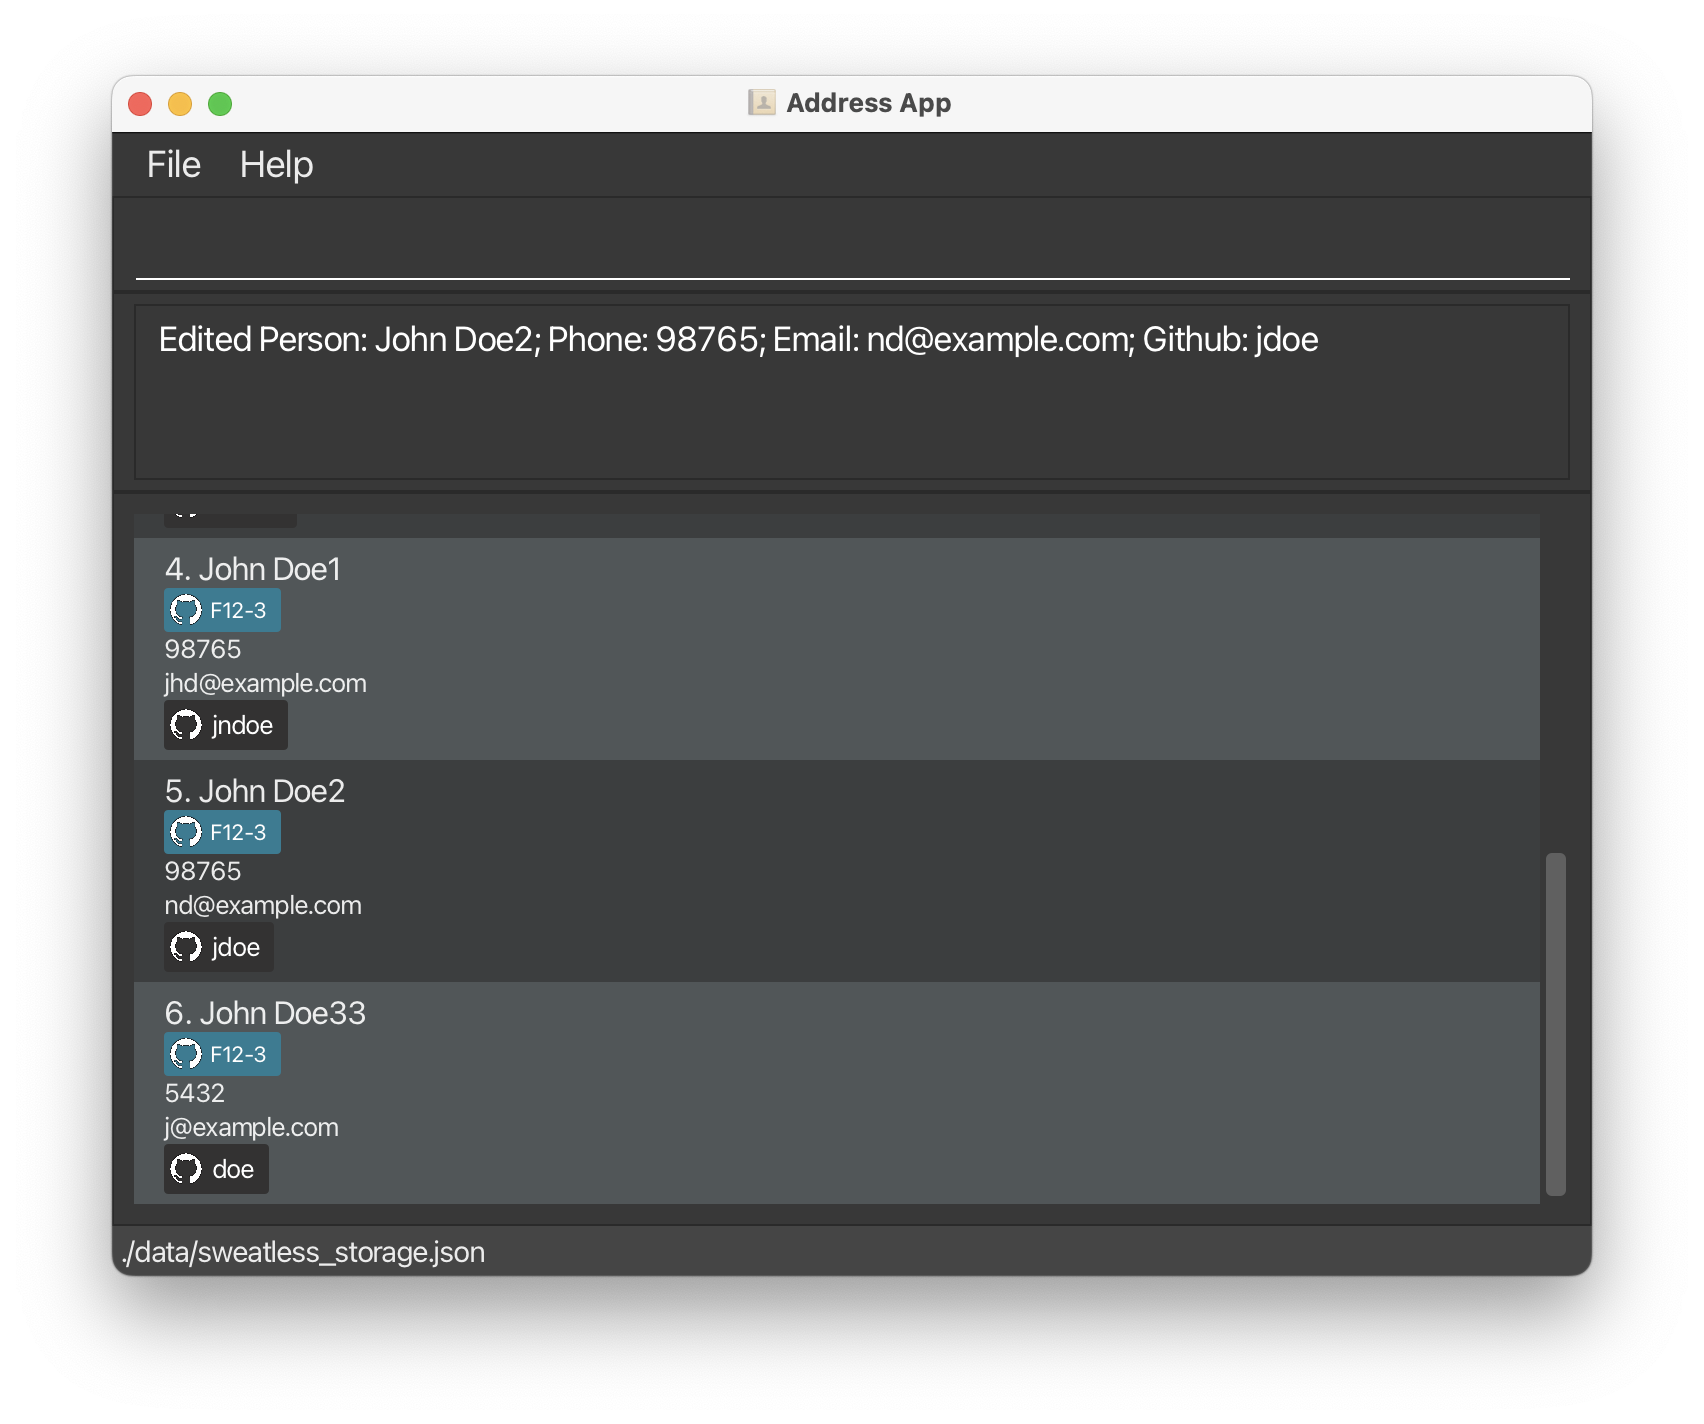 Address App
File Help
Edited Person: John Doe2; Phone: 98765; Email: nd@example.com; Github: jdoe
4. John Doe1
F12-3
98765
jhd@example.com
jndoe
5. John Doe2
F12-3
98765
nd@example.com
jdoe
6. John Doe33
F12-3
5432
j@example.com
doe
./data/sweatless_storage.json